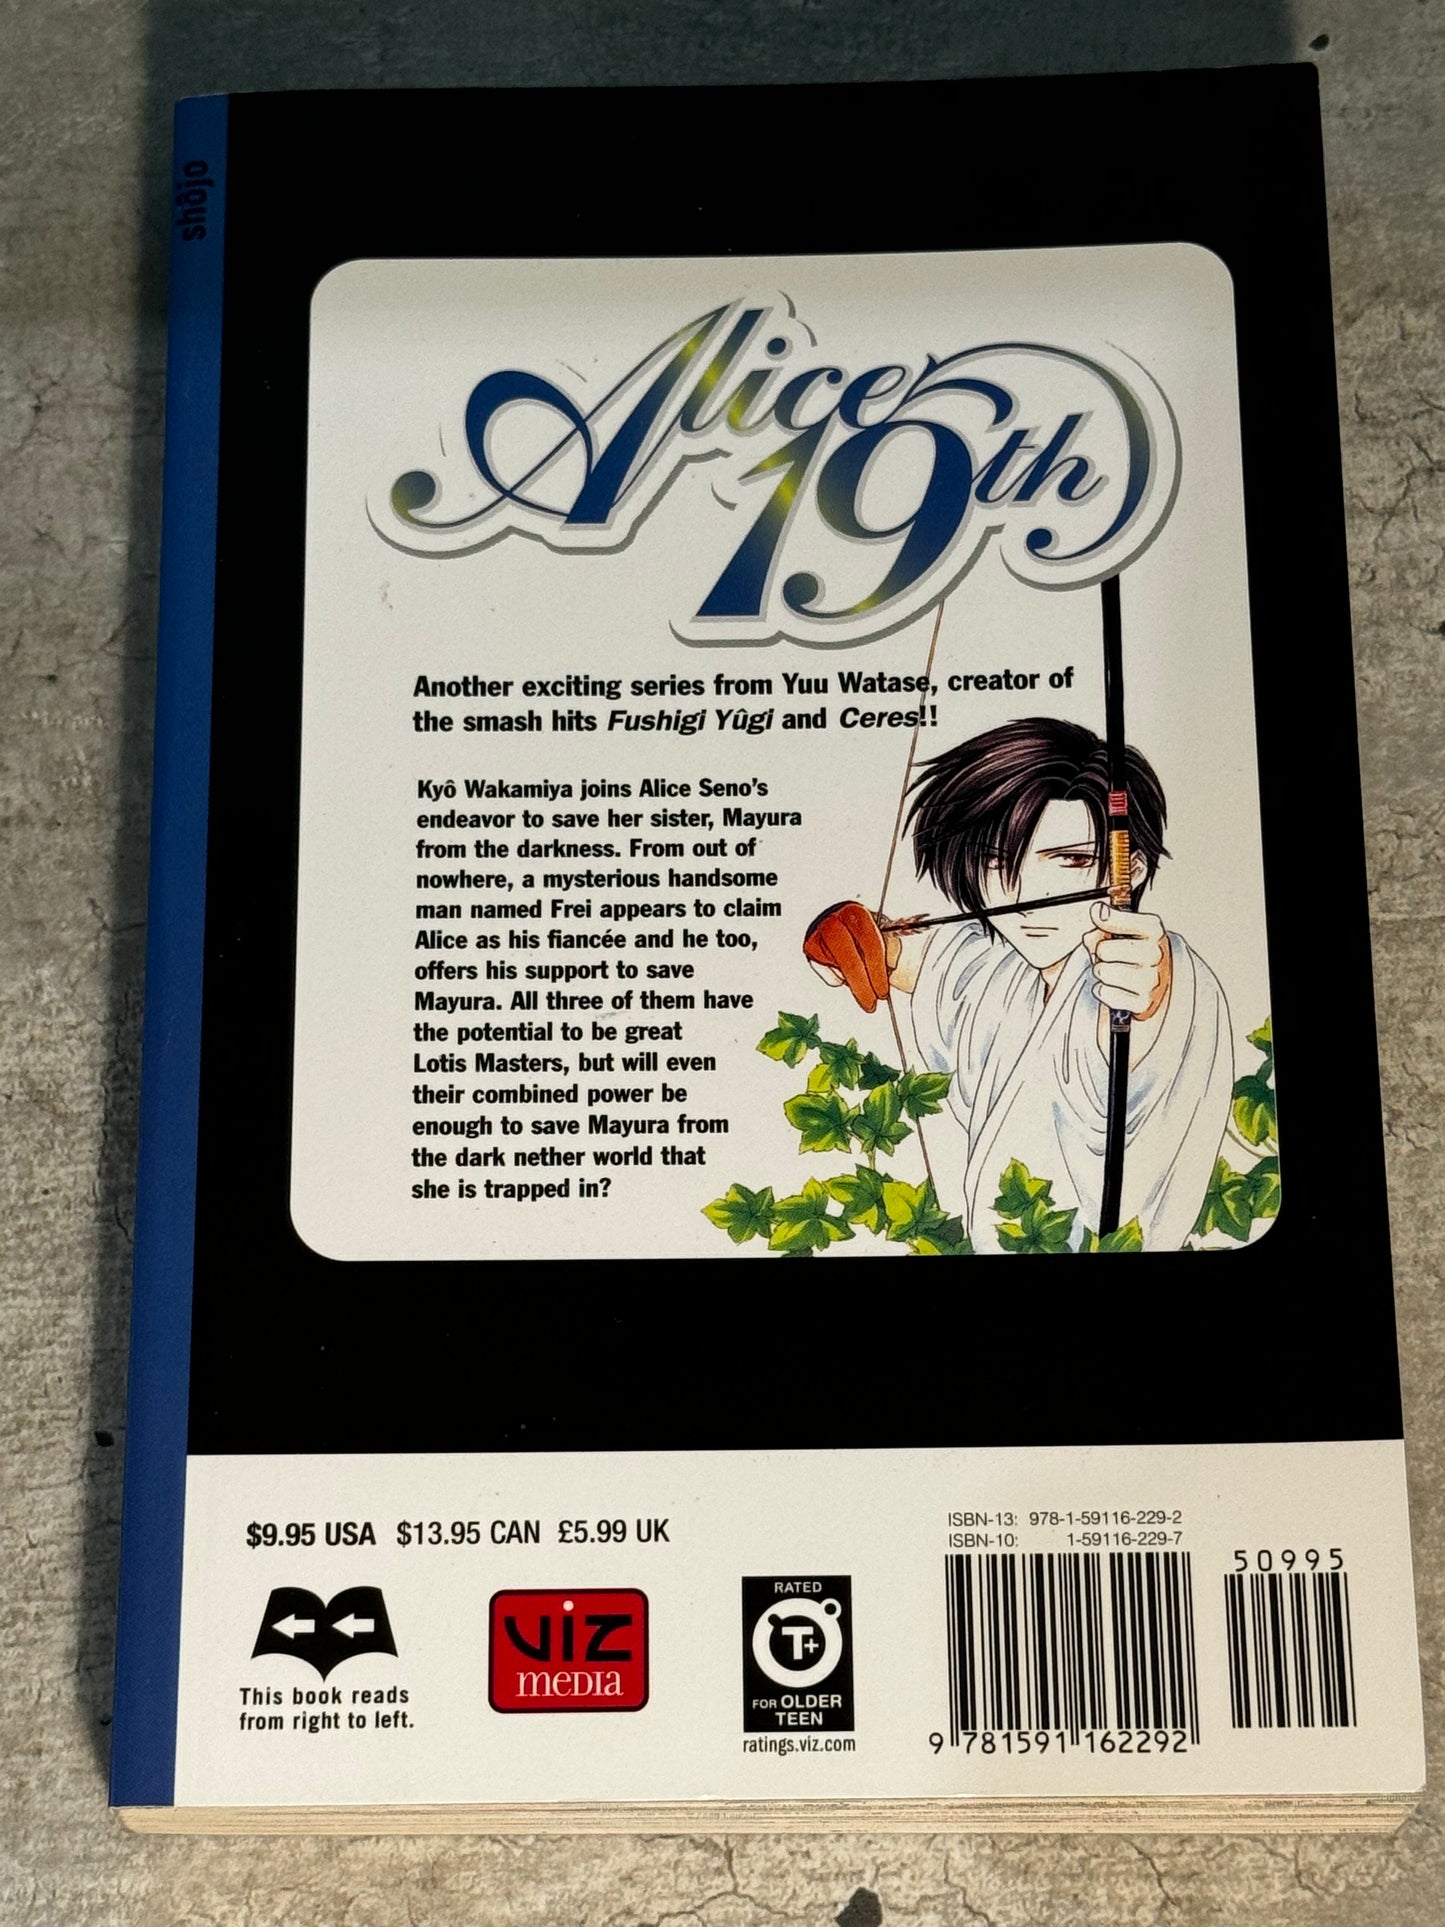 shôjo
Alice
19th
Another exciting series from Yuu Watase, creator of
the smash hits Fushigi Yûgi and Ceres!!
Kyô Wakamiya joins Alice Seno's
endeavor to save her sister, Mayura
from the darkness. From out of
nowhere, a mysterious handsome
man named Frei appears to claim
Alice as his fiancée and he too,
offers his support to save
Mayura. All three of them have
the potential to be great
Lotis Masters, but will even
their combined power be
enough to save Mayura from
the dark nether world that
she is trapped in?
$9.95 USA $13.95 CAN £5.99 UK
This book reads
from right to left.
viz
media
RATED
T+
FOR OLDER
TEEN
ratings.viz.com
ISBN-13: 978-1-59116-229-2
ISBN-10: 1-59116-229-7
50995
9 781591 162292